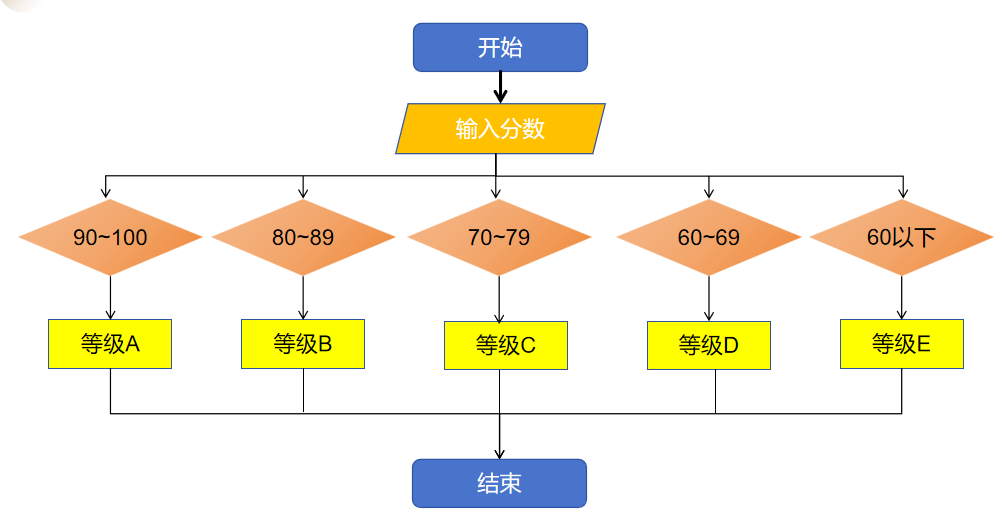 开始
输入分数
90~100
80~89
70~79
60~69
60以下
等级A
等级B
等级C
等级D
等级E
结束